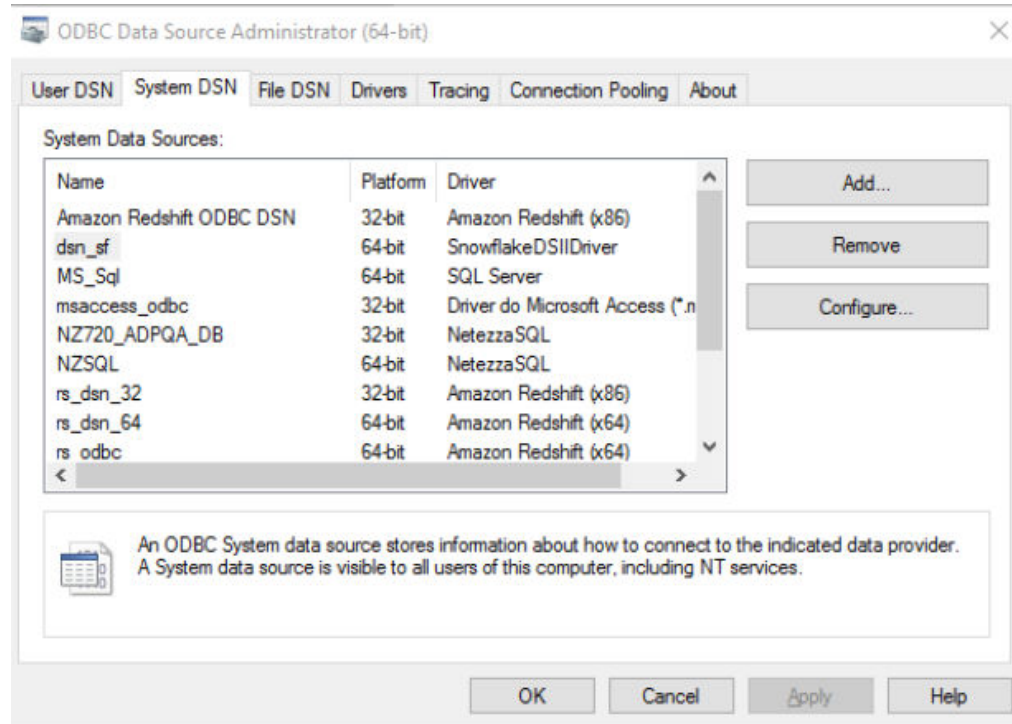 ODBC Data Source Administrator (64-bit)
User DSN System DSN File DSN Drivers Tracing Connection Pooling About
System Data Sources:
Name Platform Driver
Amazon Redshift ODBC DSN 32-bit Amazon Redshift (x86)
dsn_sf 64-bit SnowflakeDSIIDriver
MS_Sql 64-bit SQL Server
msaccess_odbc 32-bit Driver do Microsoft Access (*.m
NZ720_ADPQA_DB 32-bit NetezzaSQL
NZSQL 64-bit NetezzaSQL
rs_dsn_32 32-bit Amazon Redshift (x86)
rs_dsn_64 64-bit Amazon Redshift (x64)
rs_odbc 64-bit Amazon Redshift (x64)
Add...
Remove
Configure...
An ODBC System data source stores information about how to connect to the indicated data provider.
A System data source is visible to all users of this computer, including NT services.
OK Cancel Apply Help